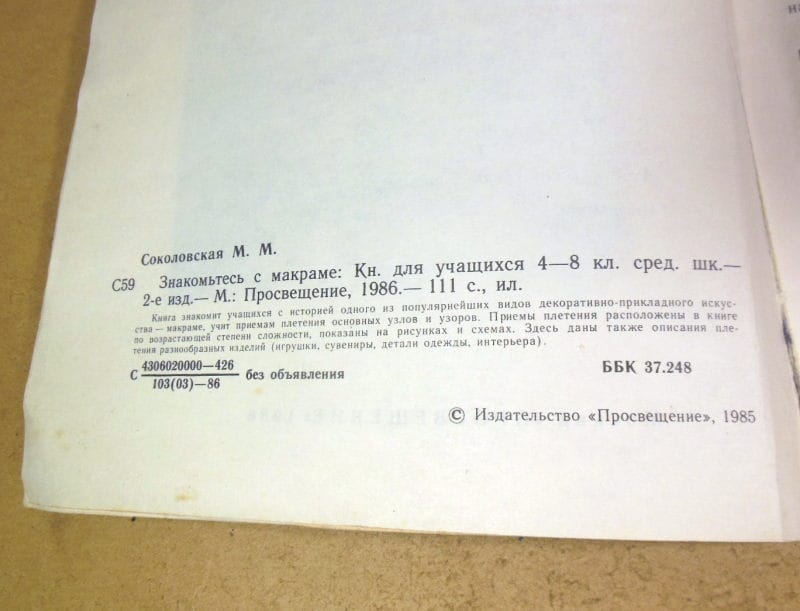 Соколовская М. М.
С59 Знакомьтесь с макраме: Кн. для учащихся 4—8 кл. сред. шк.—
2-е изд.— М.: Просвещение, 1986.— 111 с., ил.
Книга знакомит учащихся с историей одного из популярнейших видов декоративно-прикладного искус-
ства — макраме, учит приемам плетения основных узлов и узоров. Приемы плетения расположены в книге
по возрастающей степени сложности, показаны на рисунках и схемах. Здесь даны также описания пле-
тения разнообразных изделий (игрушки, сувениры, детали одежды, интерьера).
С 4306020000—426
103(03)—86 без объявления
ББК 37.248
© Издательство «Просвещение», 1985